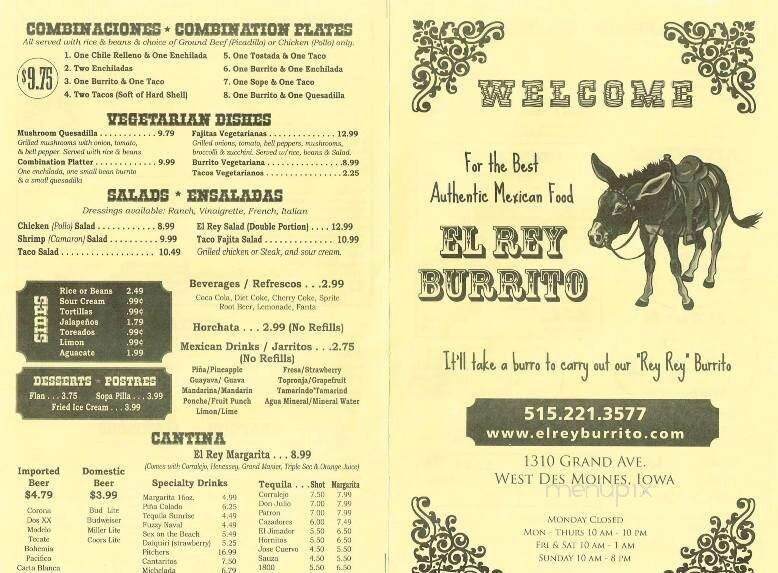 COMBINACIONES ★ COMBINATION PLATES
All served with rice & beans & choice of Ground Beef (Picadillo) or Chicken (Pollo) only.
$9.75
1. One Chile Relleno & One Enchilada
2. Two Enchiladas
3. One Burrito & One Taco
4. Two Tacos (Soft of Hard Shell)
5. One Tostada & One Taco
6. One Burrito & One Enchilada
7. One Sope & One Taco
8. One Burrito & One Quesadilla
VEGETARIAN DISHES
Mushroom Quesadilla . . . . . . . . . . . 9.79
Grilled mushrooms with onion, tomato,
& bell pepper. Served with rice & beans.
Combination Platter . . . . . . . . . . . 9.99
One enchilada, one small bean burrito
& a small quesadilla
Fajitas Vegetarianas . . . . . . . . . . . . 12.99
Grilled onions, tomato, bell peppers, mushrooms,
broccoli & zucchini. Served w/rice, beans & Salad.
Burrito Vegetariana . . . . . . . . . . . . .8.99
Tacos Vegetarianos . . . . . . . . . . . . . 2.25
SALADS ★ ENSALADAS
Dressings available: Ranch, Vinaigrette, French, Italian
Chicken (Pollo) Salad . . . . . . . . . 8.99
Shrimp (Camaron) Salad . . . . . . . 9.99
Taco Salad . . . . . . . . . . . . . . . 10.49
El Rey Salad (Double Portion) . . . . 12.99
Taco Fajita Salad . . . . . . . . . . . . 10.99
Grilled chicken or Steak, and sour cream.
SIDES
Rice or Beans 2.49
Sour Cream .99¢
Tortillas .99¢
Jalapeños 1.79
Toreados .99¢
Limon .99¢
Aguacate 1.99
DESSERTS ★ POSTRES
Flan . . . 3.75 Sopa Pilla . . . 3.99
Fried Ice Cream . . . 3.99
Beverages / Refrescos . . .2.99
Coca Cola, Diet Coke, Cherry Coke, Sprite
Root Beer, Lemonade, Fanta
Horchata . . . 2.99 (No Refills)
Mexican Drinks / Jarritos . . .2.75
(No Refills)
Piña/Pineapple
Guayava/ Guava
Mandarina/Mandarin
Ponche/Fruit Punch
Limon/Lime
Fresa/Strawberry
Toponja/Grapefruit
Tamarindo/Tamarind
Agua Mineral/Mineral Water
CANTINA
El Rey Margarita . . . 8.99
(Comes with Corralejo, Henessey, Grand Manier, Triple Sec & Orange Juice)
Imported
Beer
$4.79
Corona
Dos XX
Modelo
Tecate
Bohemia
Pacifico
Carta Blanca
Domestic
Beer
$3.99
Bud Lite
Budweiser
Miller Lite
Coors Lite
Specialty Drinks
Margarita 16oz. 4.99
Piña Colada 6.25
Tequila Sunrise 4.49
Fuzzy Naval 4.49
Sex on the Beach 5.49
Daiquiri (strawberry) 5.25
Pitchers 16.99
Cantaritos 7.50
Michelada 6.79
Tequila . . . Shot Margarita
Corralejo 7.50 7.99
Don Julio 7.00 7.99
Patron 7.00 7.99
Cazadores 6.00 7.49
El Jimador 5.50 6.50
Hornitos 5.50 6.50
Jose Cuervo 4.50 5.50
Sauza 4.50 5.50
1800 5.50 6.50
WELCOME
For the Best
Authentic Mexican Food
EL REY
BURRITO
It'll take a burro to carry out our "Rey Rey" Burrito
515.221.3577
www.elreyburrito.com
1310 Grand Ave.
West Des Moines, Iowa
menupix
Monday Closed
Mon - Thurs 10 am - 10 pm
Fri & Sat 10 am - 1 am
Sunday 10 am - 8 pm